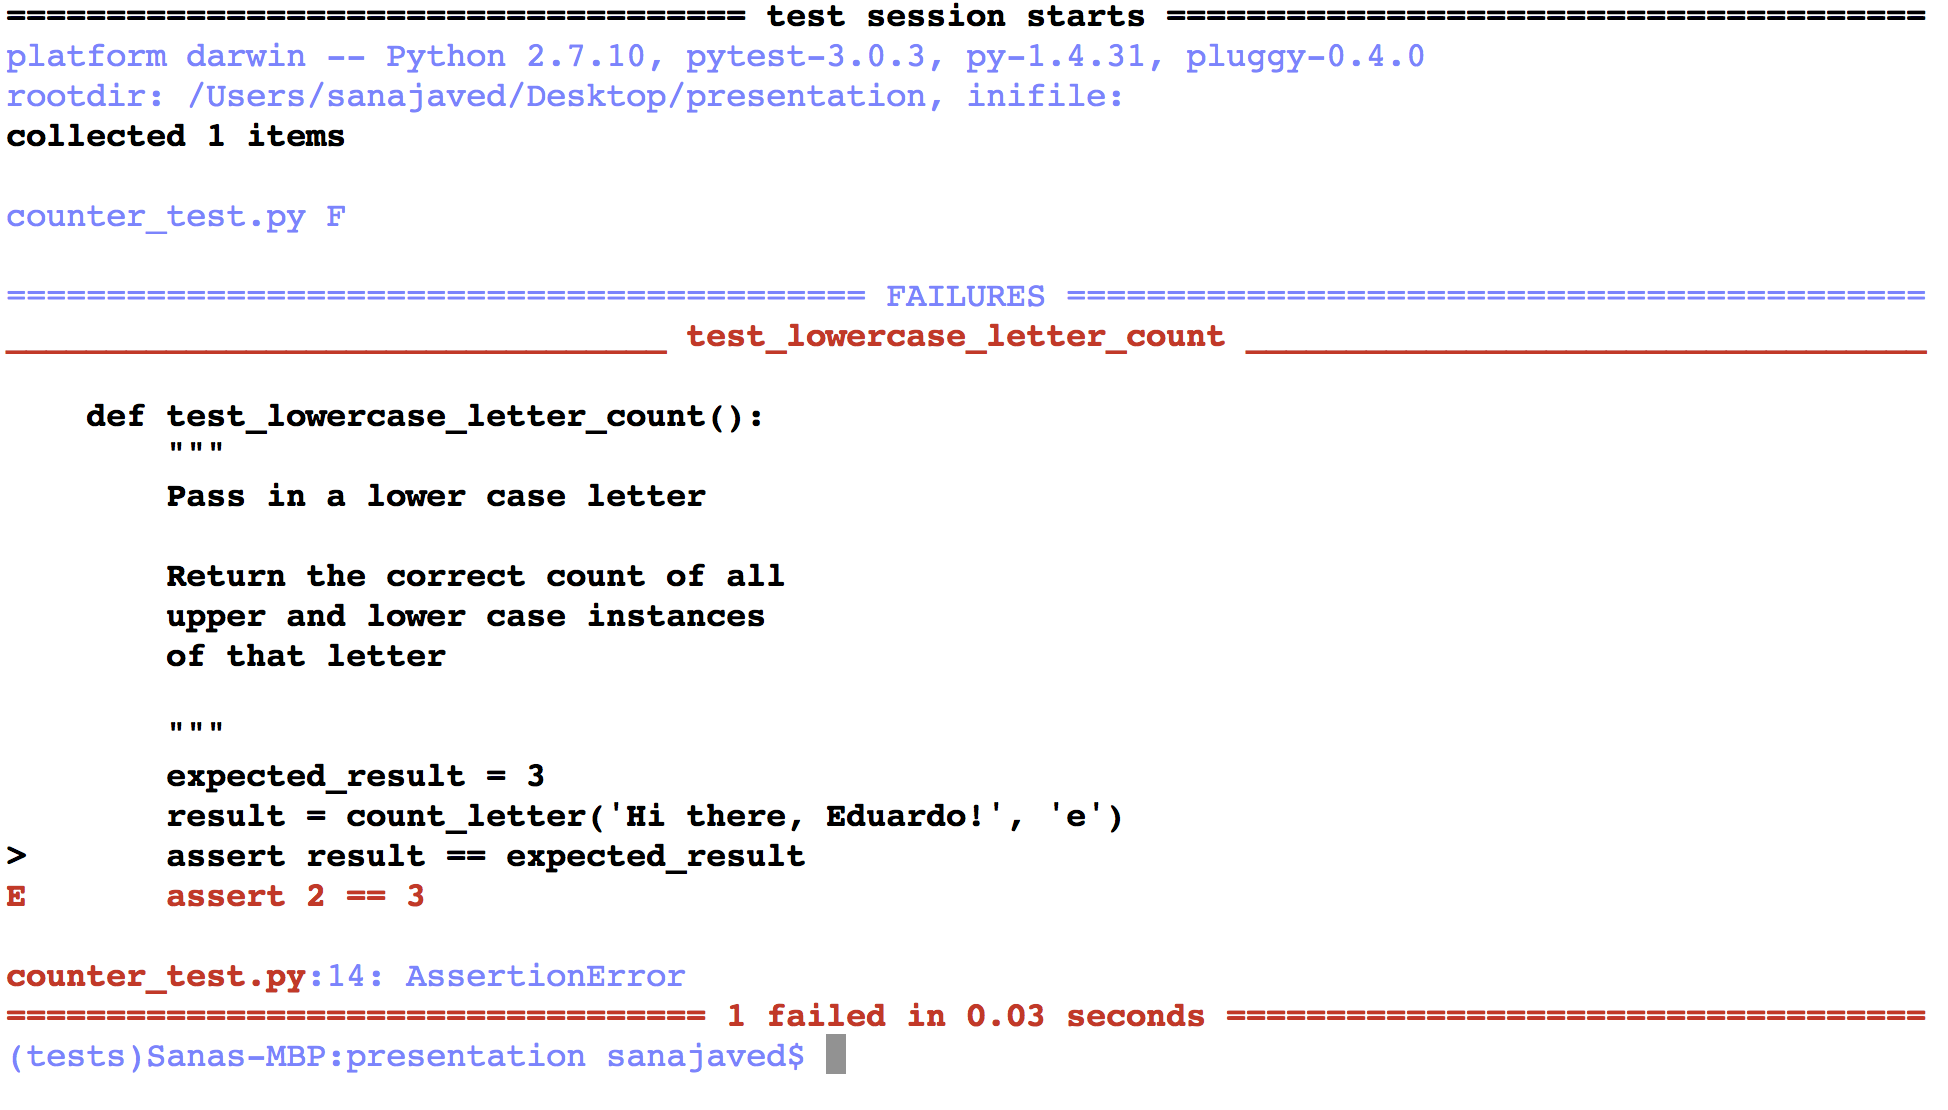 ===================================== test session starts ======================================
platform darwin -- Python 2.7.10, pytest-3.0.3, py-1.4.31, pluggy-0.4.0
rootdir: /Users/sanajaved/Desktop/presentation, inifile:
collected 1 items

counter_test.py F

=========================================== FAILURES ===========================================
_________________________________ test_lowercase_letter_count __________________________________

    def test_lowercase_letter_count():
        """
        Pass in a lower case letter

        Return the correct count of all
        upper and lower case instances
        of that letter

        """
        expected_result = 3
        result = count_letter('Hi there, Eduardo!', 'e')
>       assert result == expected_result
E       assert 2 == 3

counter_test.py:14: AssertionError
=================================== 1 failed in 0.03 seconds ===================================
(tests)Sanas-MBP:presentation sanajaved$